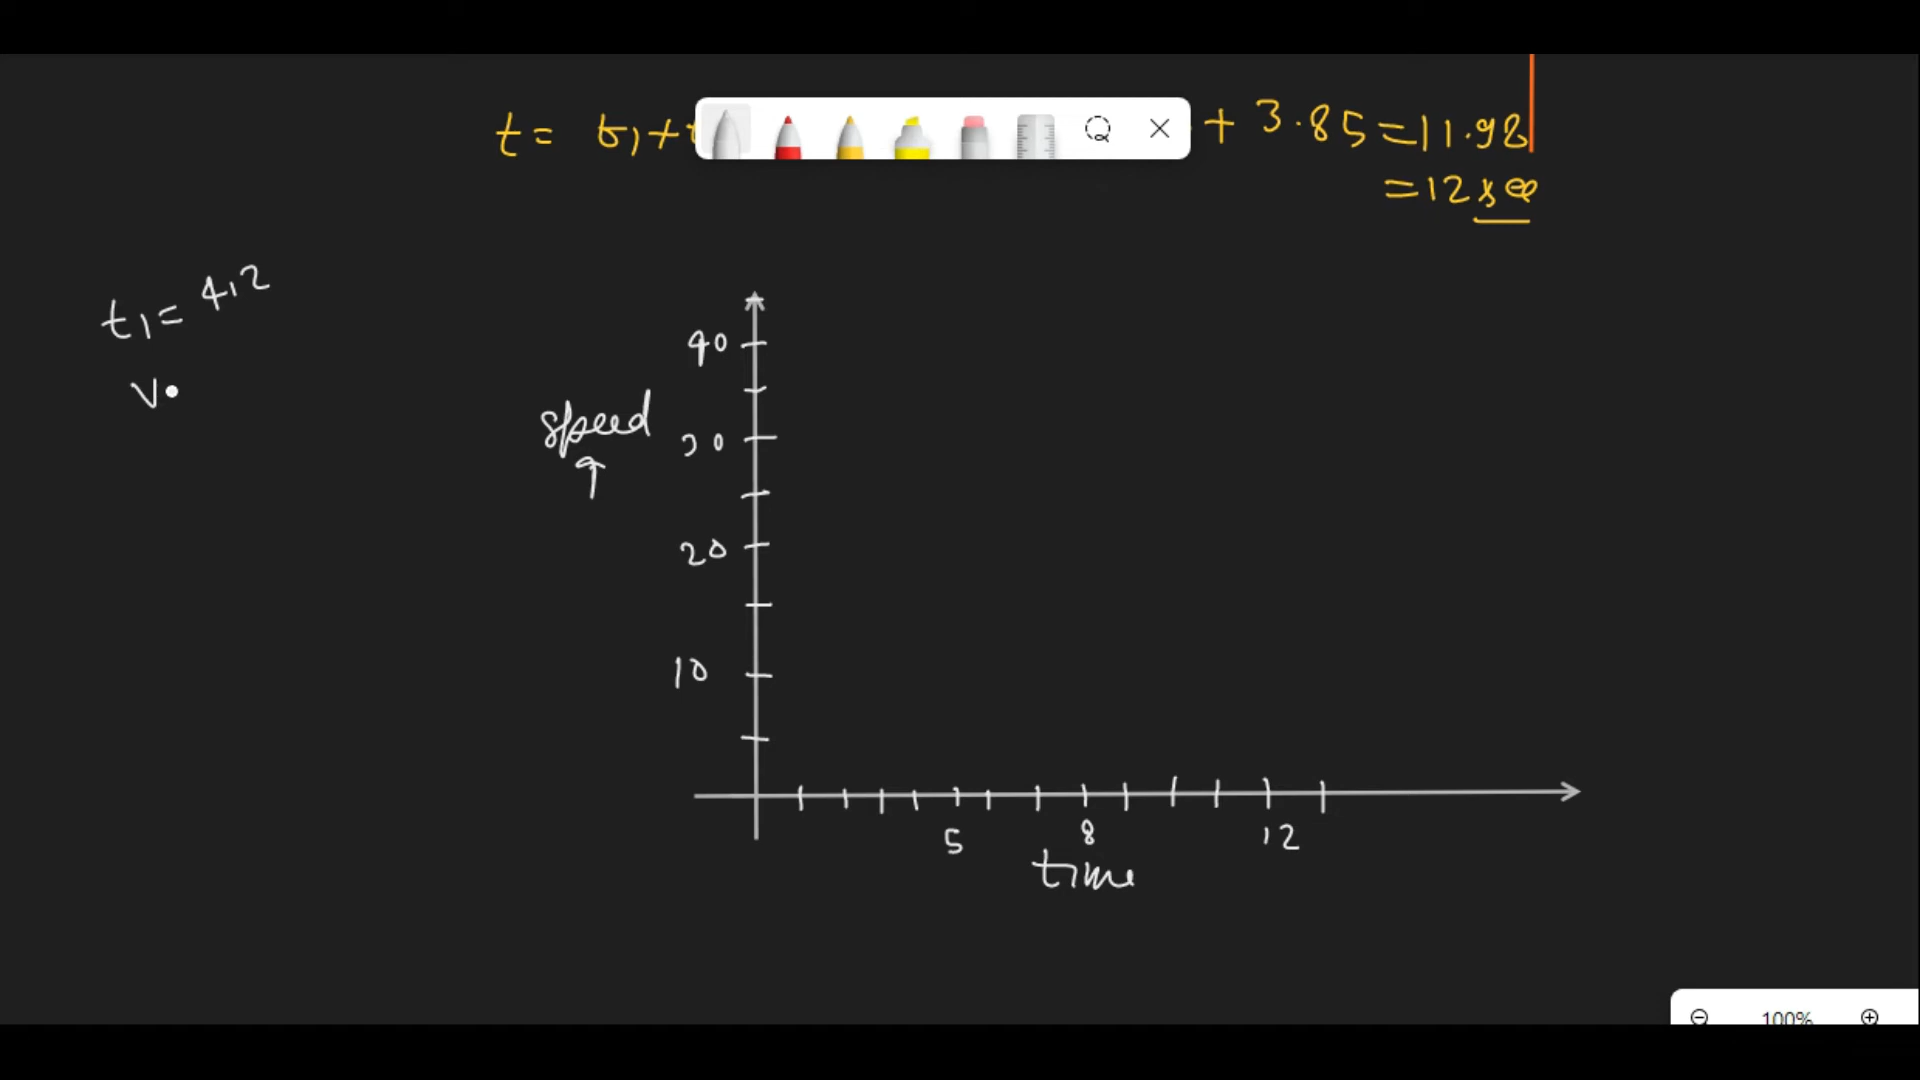 t = t₁ + + 3.85 = 11.98
= 12 sec
t₁ = 4.2
V
40
speed
30
20
10
5 8 12
time
100%